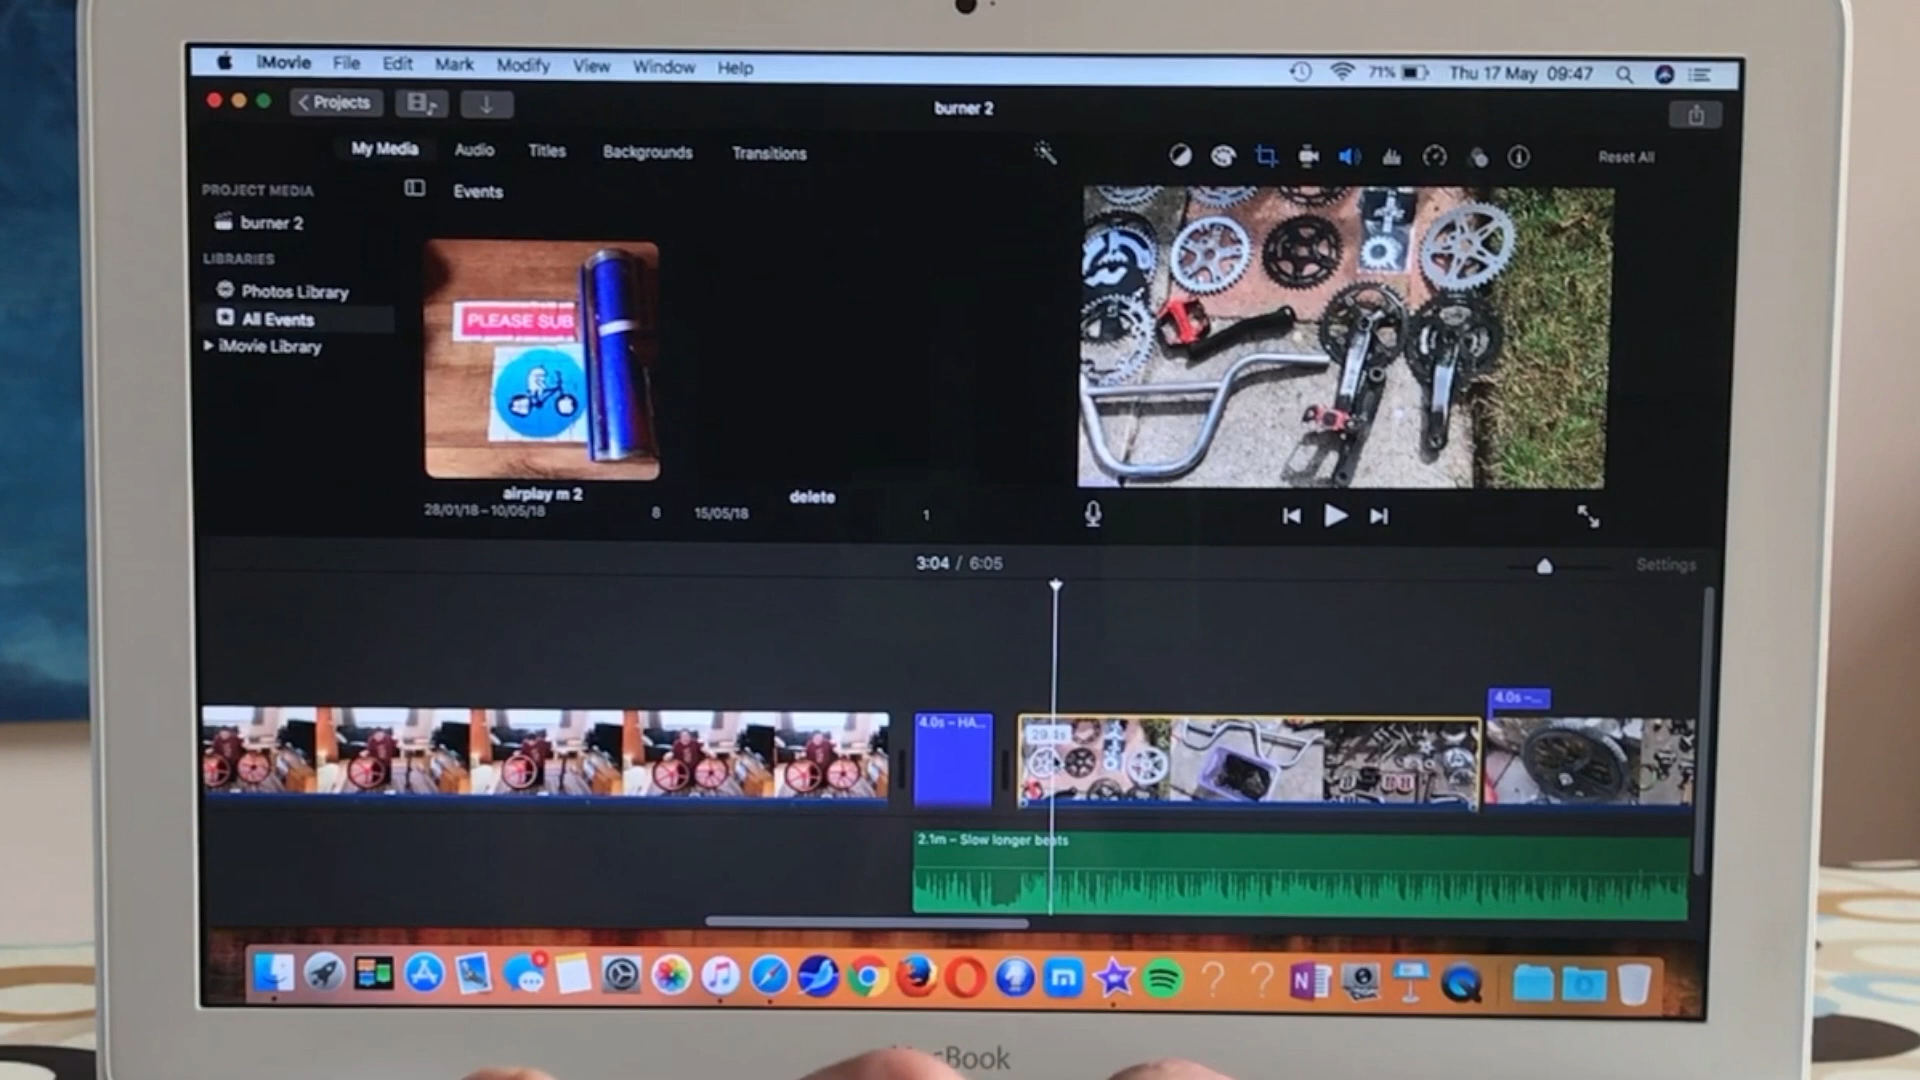 iMovie File Edit Mark Modify View Window Help 71% Thu 17 May 09:47
Projects burner 2
My Media Audio Titles Backgrounds Transitions Reset All
PROJECT MEDIA Events
burner 2
LIBRARIES
Photos Library
All Events
iMovie Library
PLEASE SUB
airplay m 2 delete
28/01/18 – 10/05/18 8 15/05/18 1
3:04 / 6:05 Settings
4.0s –...
4.0s – HA...
2.1m – Slow longer beats
N
Book